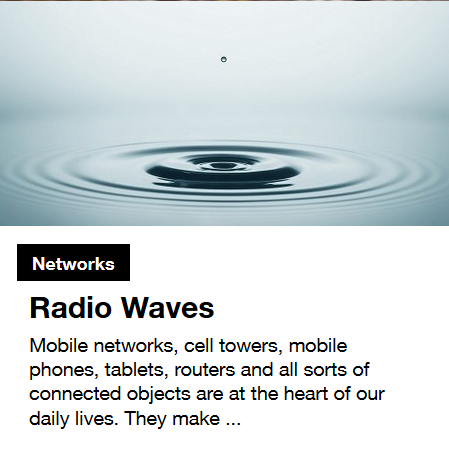 Networks
Radio Waves
Mobile networks, cell towers, mobile
phones, tablets, routers and all sorts of
connected objects are at the heart of our
daily lives. They make ...